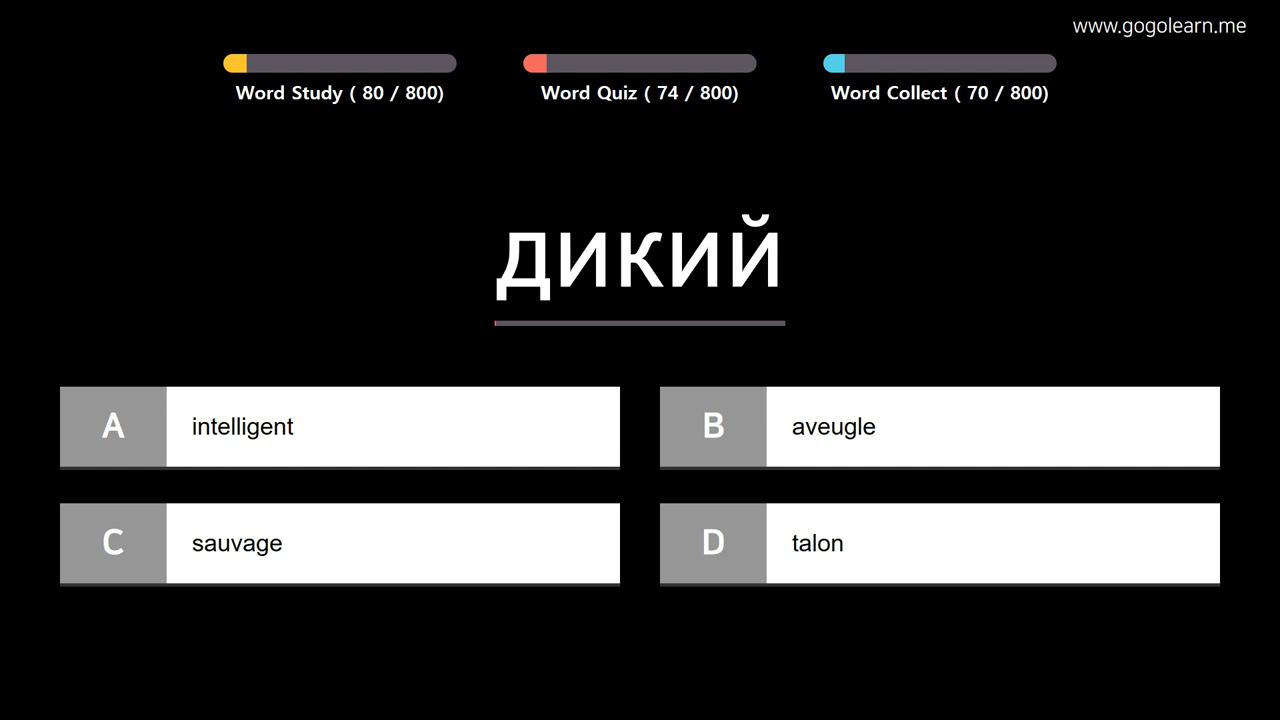 www.gogolearn.me
Word Study ( 80 / 800)
Word Quiz ( 74 / 800)
Word Collect ( 70 / 800)
дикий
A intelligent
B aveugle
C sauvage
D talon